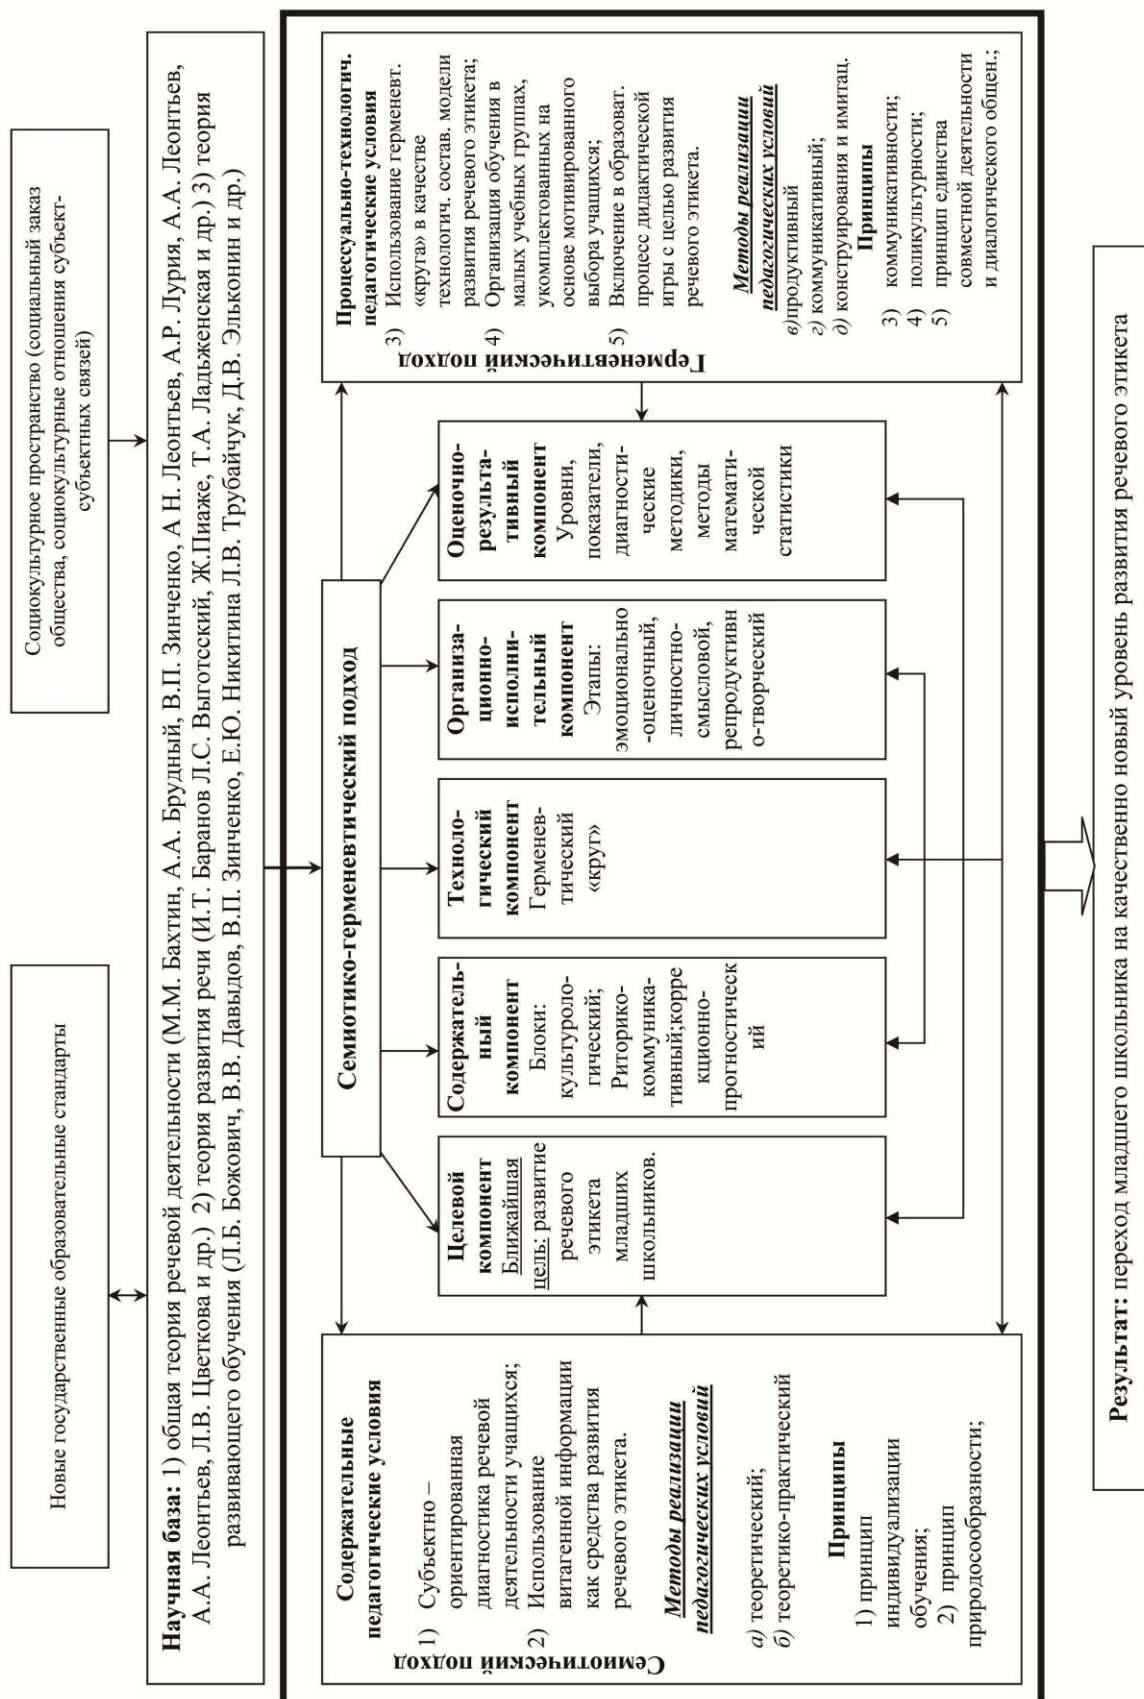 Новые государственные образовательные стандарты
Социокультурное пространство (социальный заказ
общества, социокультурные отношения субъект-
субъектных связей)
Научная база: 1) общая теория речевой деятельности (М.М. Бахтин, А.А. Брудный, В.П. Зинченко, А Н. Леонтьев, А.Р. Лурия, А.А. Леонтьев,
А.А. Леонтьев, Л.В. Цветкова и др.) 2) теория развития речи (И.Т. Баранов Л.С. Выготсский, Ж.Пиаже, Т.А. Ладьженская и др.) 3) теория
развивающего обучения (Л.Б. Божович, В.В. Давыдов, В.П. Зинченко, Е.Ю. Никитина Л.В. Трубайчук, Д.В. Эльконин и др.)
Семиотико-герменевтический подход
Семиотический подход
Содержательные
педагогические условия
1) Субъектно –
ориентированная
диагностика речевой
деятельности учащихся;
2) Использование
витагенной информации
как средства развития
речевого этикета.
Методы реализации
педагогических условий
а) теоретический;
б) теоретико-практический
Принципы
1) принцип
индивидуализации
обучения;
2) принцип
природосообразности;
Целевой
компонент
Ближайшая
цель: развитие
речевого
этикета
младших
школьников.
Содержатель-
ный
компонент
Блоки:
культуроло-
гический;
Риторико-
коммуника-
тивный;корре
кционно-
прогностическ
ий
Техноло-
гический
компонент
Герменев-
тический
«круг»
Организа-
ционно-
исполни-
тельный
компонент
Этапы:
эмоционально
-оценочный,
личностно-
смысловой,
репродуктивн
о-творческий
Оценочно-
результа-
тивный
компонент
Уровни,
показатели,
диагности-
ческие
методики,
методы
математи-
ческой
статистики
Герменевтический подход
Процессуально-технологич.
педагогические условия
3) Использование герменевт.
«круга» в качестве
технологич. состав. модели
развития речевого этикета;
4) Организация обучения в
малых учебных группах,
укомплектованных на
основе мотивированного
выбора учащихся;
5) Включение в образоват.
процесс дидактической
игры с целью развития
речевого этикета.
Методы реализации
педагогических условий
в)продуктивный
г) коммуникативный;
д) конструирования и имитац.
Принципы
3) коммуникативности;
4) поликультурности;
5) принцип единства
совместной деятельности
и диалогического общен.;
Результат: переход младшего школьника на качественно новый уровень развития речевого этикета